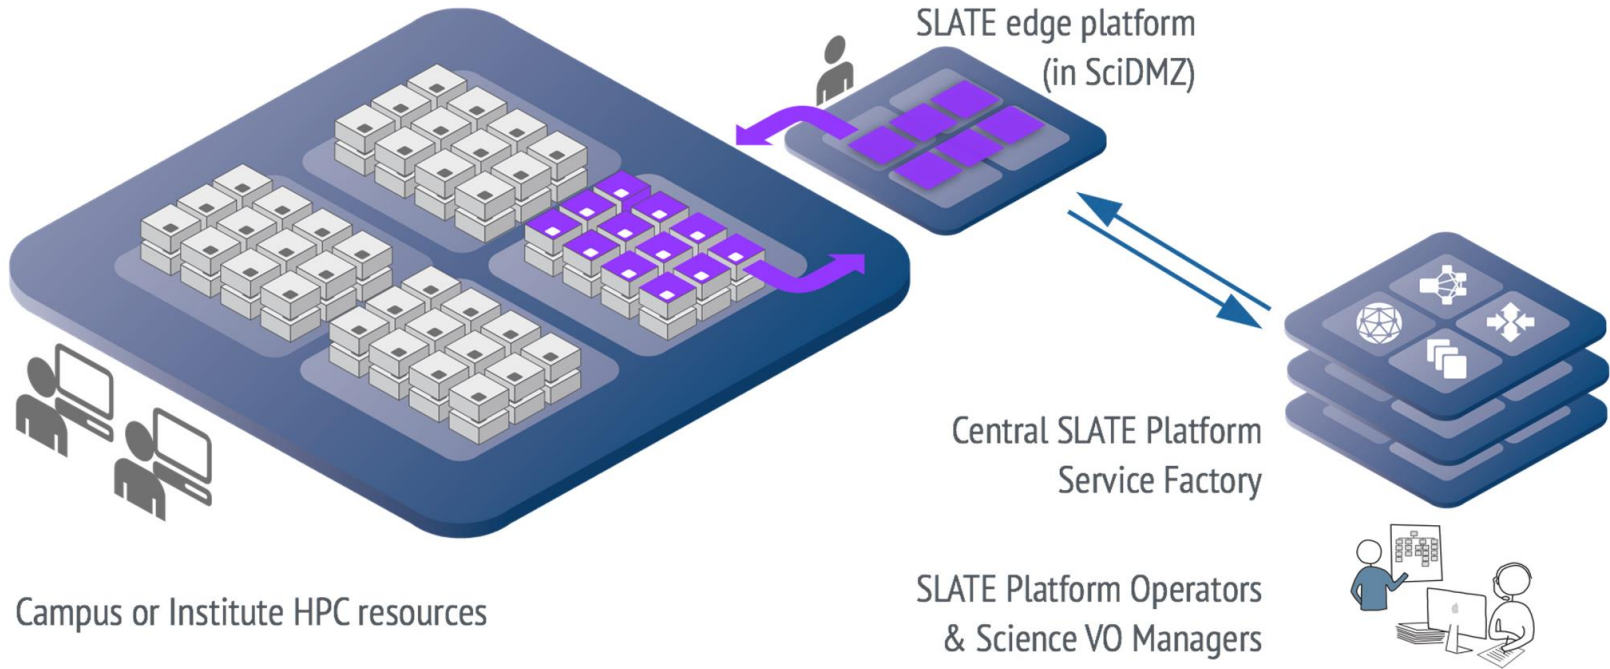 SLATE edge platform
(in SciDMZ)
Central SLATE Platform
Service Factory
Campus or Institute HPC resources
SLATE Platform Operators
& Science VO Managers